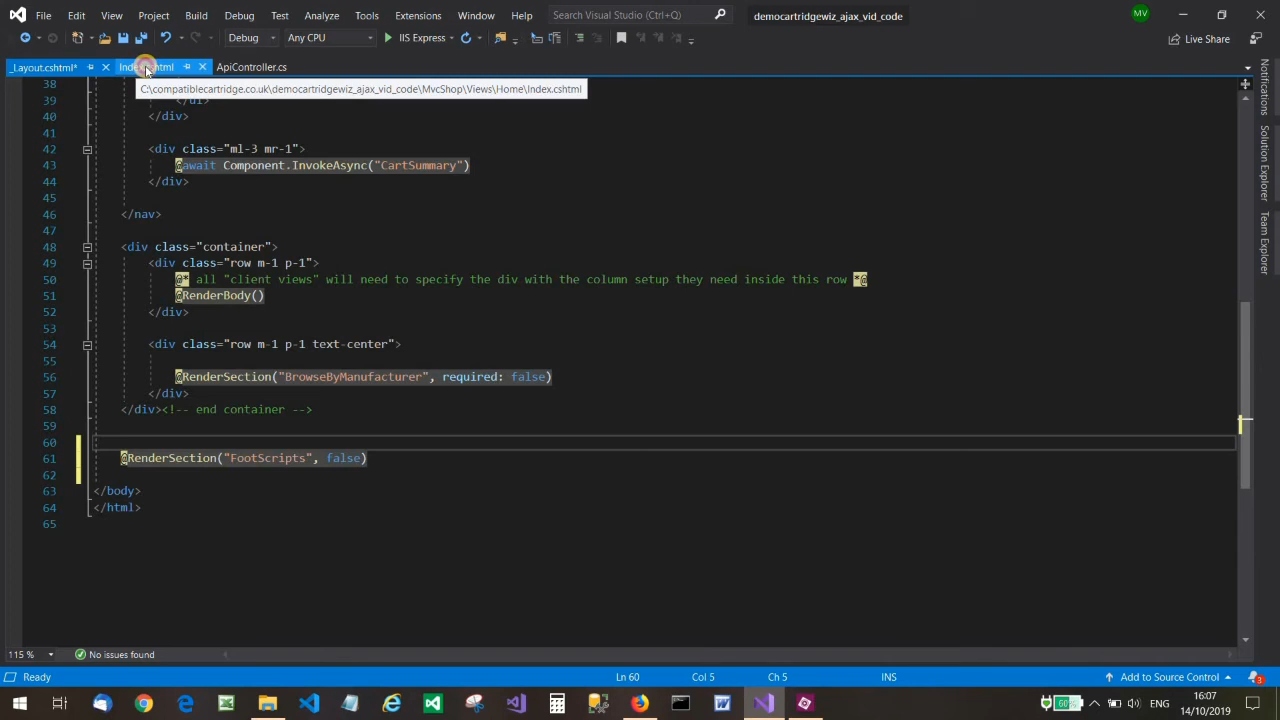 File Edit View Project Build Debug Test Analyze Tools Extensions Window Help Search Visual Studio (Ctrl+Q) democartridgewiz_ajax_vid_code MV
Debug Any CPU IIS Express Live Share
_Layout.cshtml* Index.cshtml ApiController.cs
C:\compatiblecartridge.co.uk\democartridgewiz_ajax_vid_code\MvcShop\Views\Home\Index.cshtml
38
39 </ul>
40 </div>
41
42 <div class="ml-3 mr-1">
43 @await Component.InvokeAsync("CartSummary")
44 </div>
45
46 </nav>
47
48 <div class="container">
49 <div class="row m-1 p-1">
50 @* all "client views" will need to specify the div with the column setup they need inside this row *@
51 @RenderBody()
52 </div>
53
54 <div class="row m-1 p-1 text-center">
55
56 @RenderSection("BrowseByManufacturer", required: false)
57 </div>
58 </div><!-- end container -->
59
60
61 @RenderSection("FootScripts", false)
62
63 </body>
64 </html>
65
Notifications
Solution Explorer
Team Explorer
115 % No issues found
Ready Ln 60 Col 5 Ch 5 INS Add to Source Control 3
60% ENG 16:07
14/10/2019